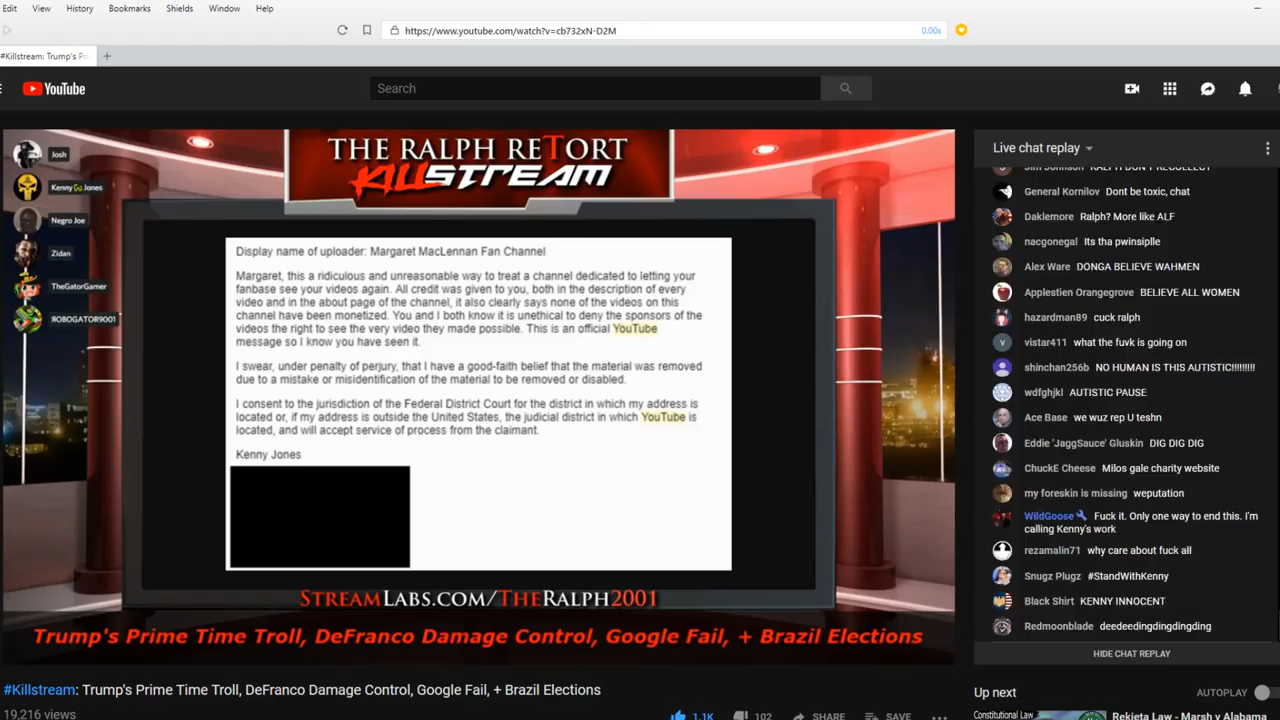 Edit View History Bookmarks Shields Window Help
https://www.youtube.com/watch?v=cb732xN-D2M 0.00s
#Killstream: Trump's Pri
YouTube
Search
THE RALPH RETORT
KILLSTREAM
Josh
Kenny Jones
Negro Joe
Zidan
TheGatorGamer
ROBOGATOR9001
Display name of uploader: Margaret MacLennan Fan Channel
Margaret, this a ridiculous and unreasonable way to treat a channel dedicated to letting your
fanbase see your videos again. All credit was given to you, both in the description of every
video and in the about page of the channel, it also clearly says none of the videos on this
channel have been monetized. You and I both know it is unethical to deny the sponsors of the
videos the right to see the very video they made possible. This is an official YouTube
message so I know you have seen it.
I swear, under penalty of perjury, that I have a good-faith belief that the material was removed
due to a mistake or misidentification of the material to be removed or disabled.
I consent to the jurisdiction of the Federal District Court for the district in which my address is
located or, if my address is outside the United States, the judicial district in which YouTube is
located, and will accept service of process from the claimant.
Kenny Jones
STREAMLABS.COM/THERALPH2001
Trump's Prime Time Troll, DeFranco Damage Control, Google Fail, + Brazil Elections
#Killstream: Trump's Prime Time Troll, DeFranco Damage Control, Google Fail, + Brazil Elections
19,216 views
1.1K 102 SHARE SAVE
Live chat replay
Jim Johnson RALPH DON'T RECOLLECT
General Kornilov Dont be toxic, chat
Daklemore Ralph? More like ALF
nacgonegal Its tha pwinsiplle
Alex Ware DONGA BELIEVE WAHMEN
Applestien Orangegrove BELIEVE ALL WOMEN
hazardman89 cuck ralph
vistar411 what the fuvk is going on
shinchan256b NO HUMAN IS THIS AUTISTIC!!!!!!!!!
wdfghjkl AUTISTIC PAUSE
Ace Base we wuz rep U teshn
Eddie 'JaggSauce' Gluskin DIG DIG DIG
ChuckE Cheese Milos gale charity website
my foreskin is missing weputation
WildGoose Fuck it. Only one way to end this. I'm
calling Kenny's work
rezamalin71 why care about fuck all
Snugz Plugz #StandWithKenny
Black Shirt KENNY INNOCENT
Redmoonblade deedeedingdingdingding
HIDE CHAT REPLAY
Up next AUTOPLAY
Constitutional Law
Rekieta Law - Marsh v Alabama